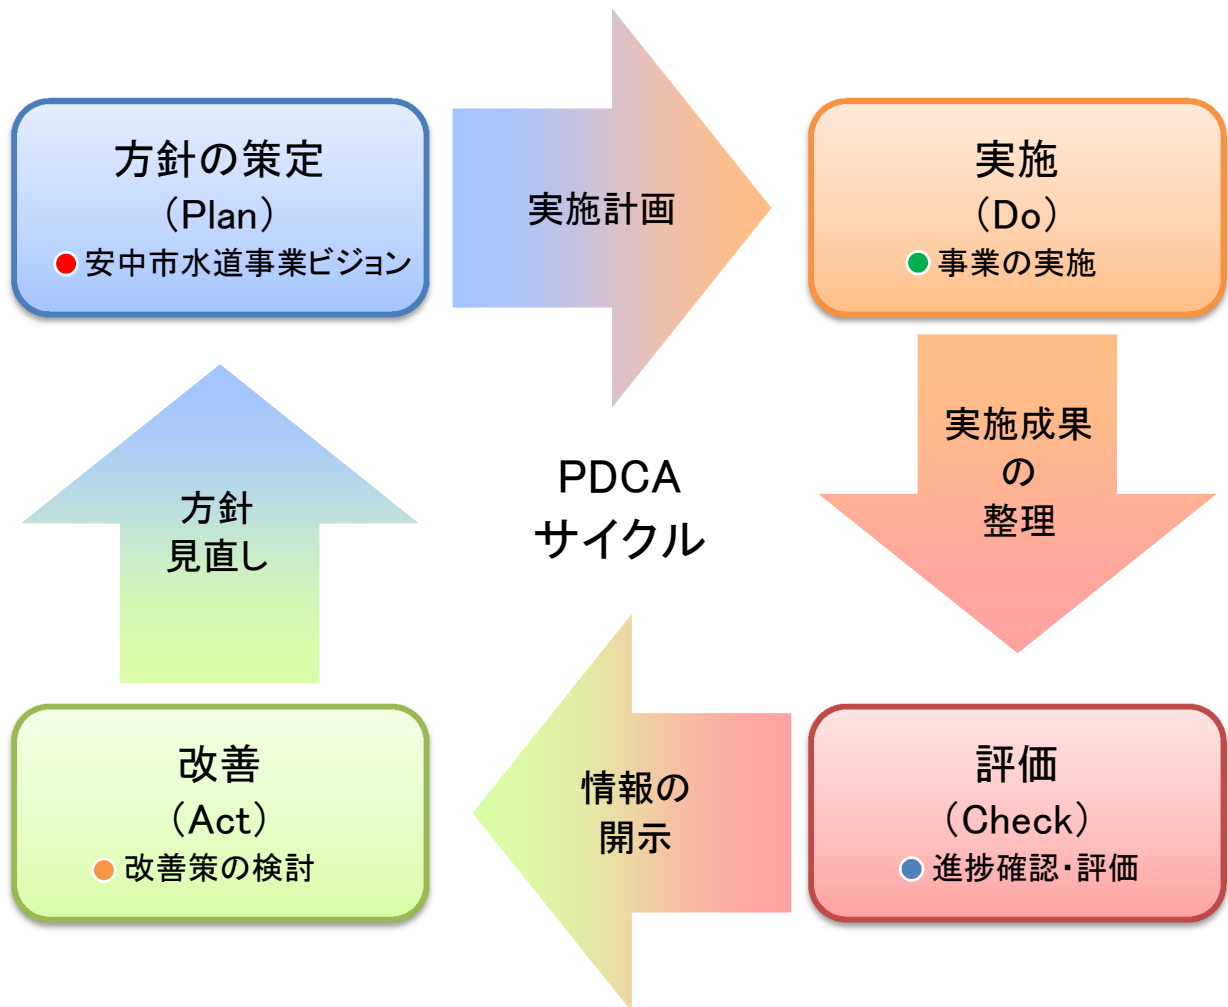 方針の策定
（Plan）
安中市水道事業ビジョン
実施計画
実施
（Do）
事業の実施
実施成果
の
整理
PDCA
サイクル
方針
見直し
改善
（Act）
改善策の検討
情報の
開示
評価
（Check）
進捗確認・評価